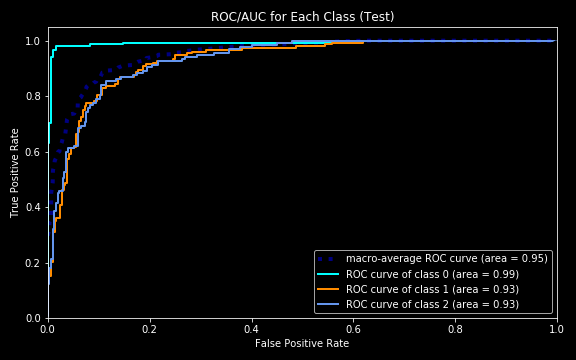 ROC/AUC for Each Class (Test)
1.0
0.8
0.6
0.4
0.2
0.0
True Positive Rate
macro-average ROC curve (area = 0.95)
ROC curve of class 0 (area = 0.99)
ROC curve of class 1 (area = 0.93)
ROC curve of class 2 (area = 0.93)
0.0 0.2 0.4 0.6 0.8 1.0
False Positive Rate